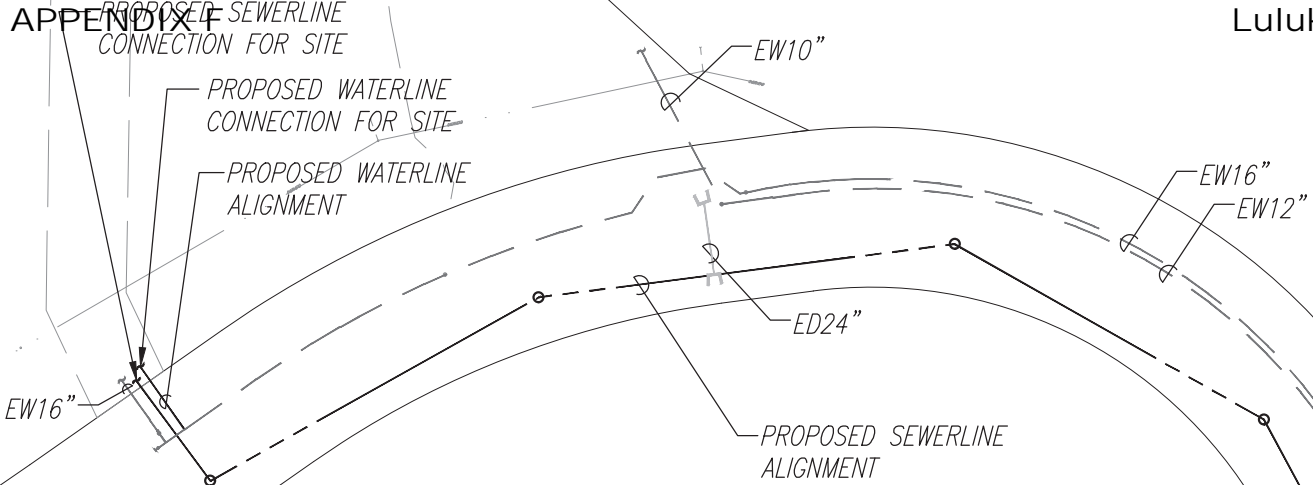 APPENDIX F
PROPOSED SEWERLINE
CONNECTION FOR SITE
PROPOSED WATERLINE
CONNECTION FOR SITE
PROPOSED WATERLINE
ALIGNMENT
EW10”
EW16”
EW12”
ED24”
EW16”
PROPOSED SEWERLINE
ALIGNMENT